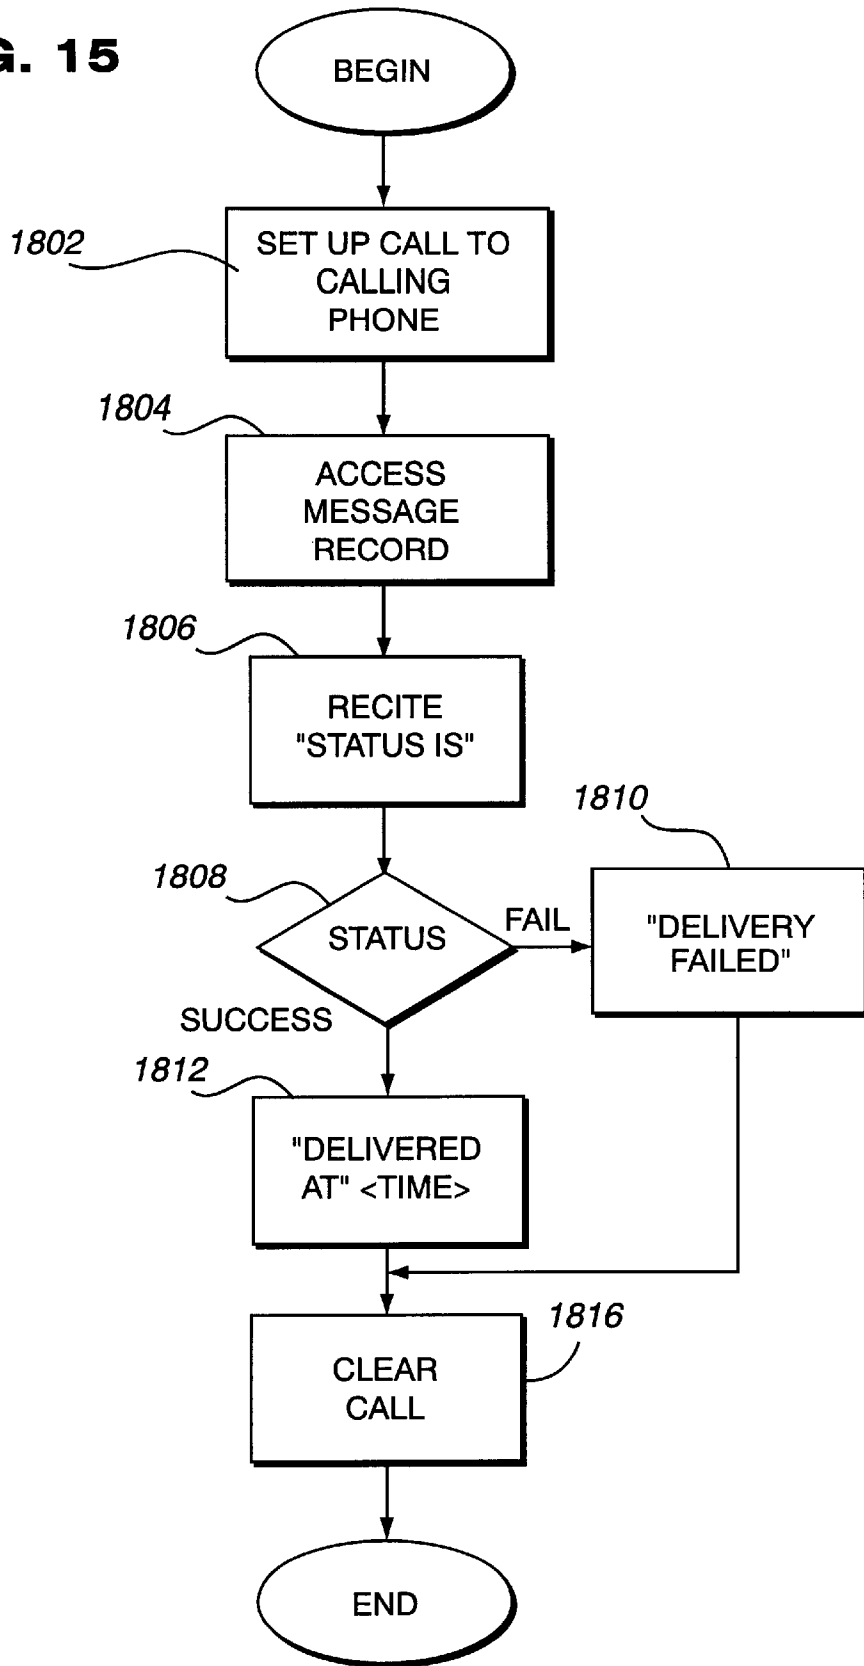 G. 15
BEGIN
1802
SET UP CALL TO
CALLING
PHONE
1804
ACCESS
MESSAGE
RECORD
1806
RECITE
"STATUS IS"
1808
STATUS
FAIL
1810
"DELIVERY
FAILED"
SUCCESS
1812
"DELIVERED
AT" <TIME>
1816
CLEAR
CALL
END